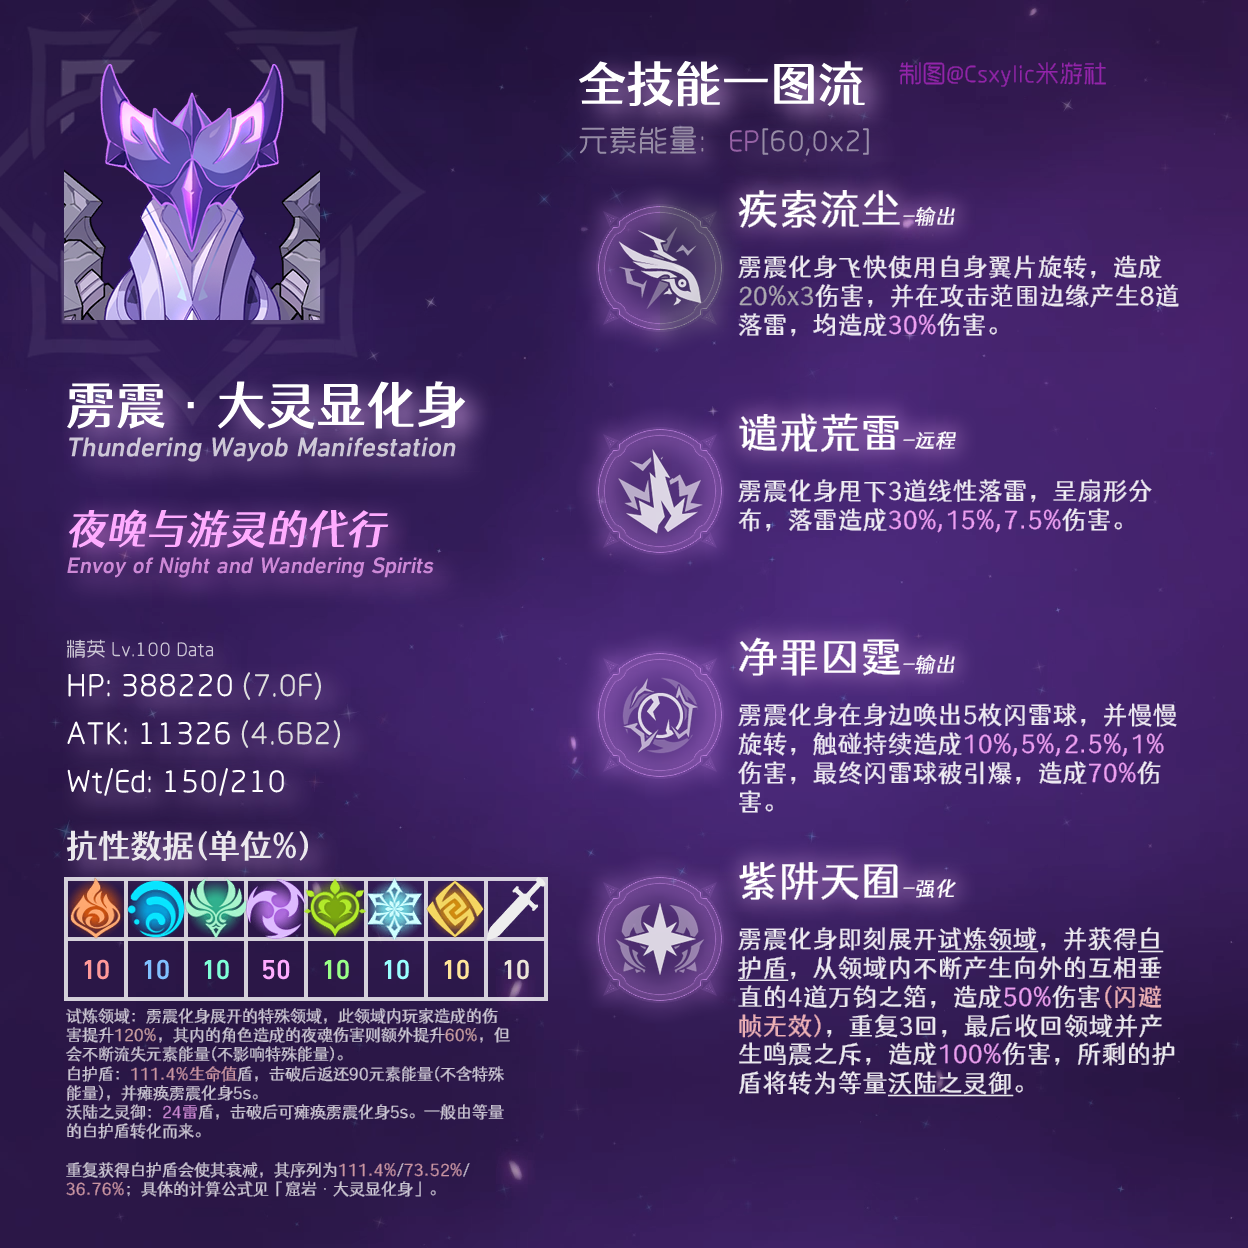 全技能一图流
制图@Csxylic米游社
元素能量： EP[60,0x2]
疾索流尘-输出
雳震化身飞快使用自身翼片旋转，造成
20%x3伤害，并在攻击范围边缘产生8道
落雷，均造成30%伤害。
谴戒荒雷-远程
雳震化身甩下3道线性落雷，呈扇形分
布，落雷造成30%,15%,7.5%伤害。
净罪囚霆-输出
雳震化身在身边唤出5枚闪雷球，并慢慢
旋转，触碰持续造成10%,5%,2.5%,1%
伤害，最终闪雷球被引爆，造成70%伤
害。
紫阱天囿-强化
雳震化身即刻展开试炼领域，并获得白
护盾，从领域内不断产生向外的互相垂
直的4道万钧之箔，造成50%伤害(闪避
帧无效)，重复3回，最后收回领域并产
生鸣震之斥，造成100%伤害，所剩的护
盾将转为等量沃陆之灵御。
雳震·大灵显化身
Thundering Wayob Manifestation
夜晚与游灵的代行
Envoy of Night and Wandering Spirits
精英 Lv.100 Data
HP: 388220 (7.0F)
ATK: 11326 (4.6B2)
Wt/Ed: 150/210
抗性数据(单位%)
10 10 10 50 10 10 10 10
试炼领域：雳震化身展开的特殊领域，此领域内玩家造成的伤
害提升120%，其内的角色造成的夜魂伤害则额外提升60%，但
会不断流失元素能量(不影响特殊能量)。
白护盾：111.4%生命值盾，击破后返还90元素能量(不含特殊
能量)，并瘫痪雳震化身5s。
沃陆之灵御：24雷盾，击破后可瘫痪雳震化身5s。一般由等量
的白护盾转化而来。
重复获得白护盾会使其衰减，其序列为111.4%/73.52%/
36.76%；具体的计算公式见「窟岩·大灵显化身」。